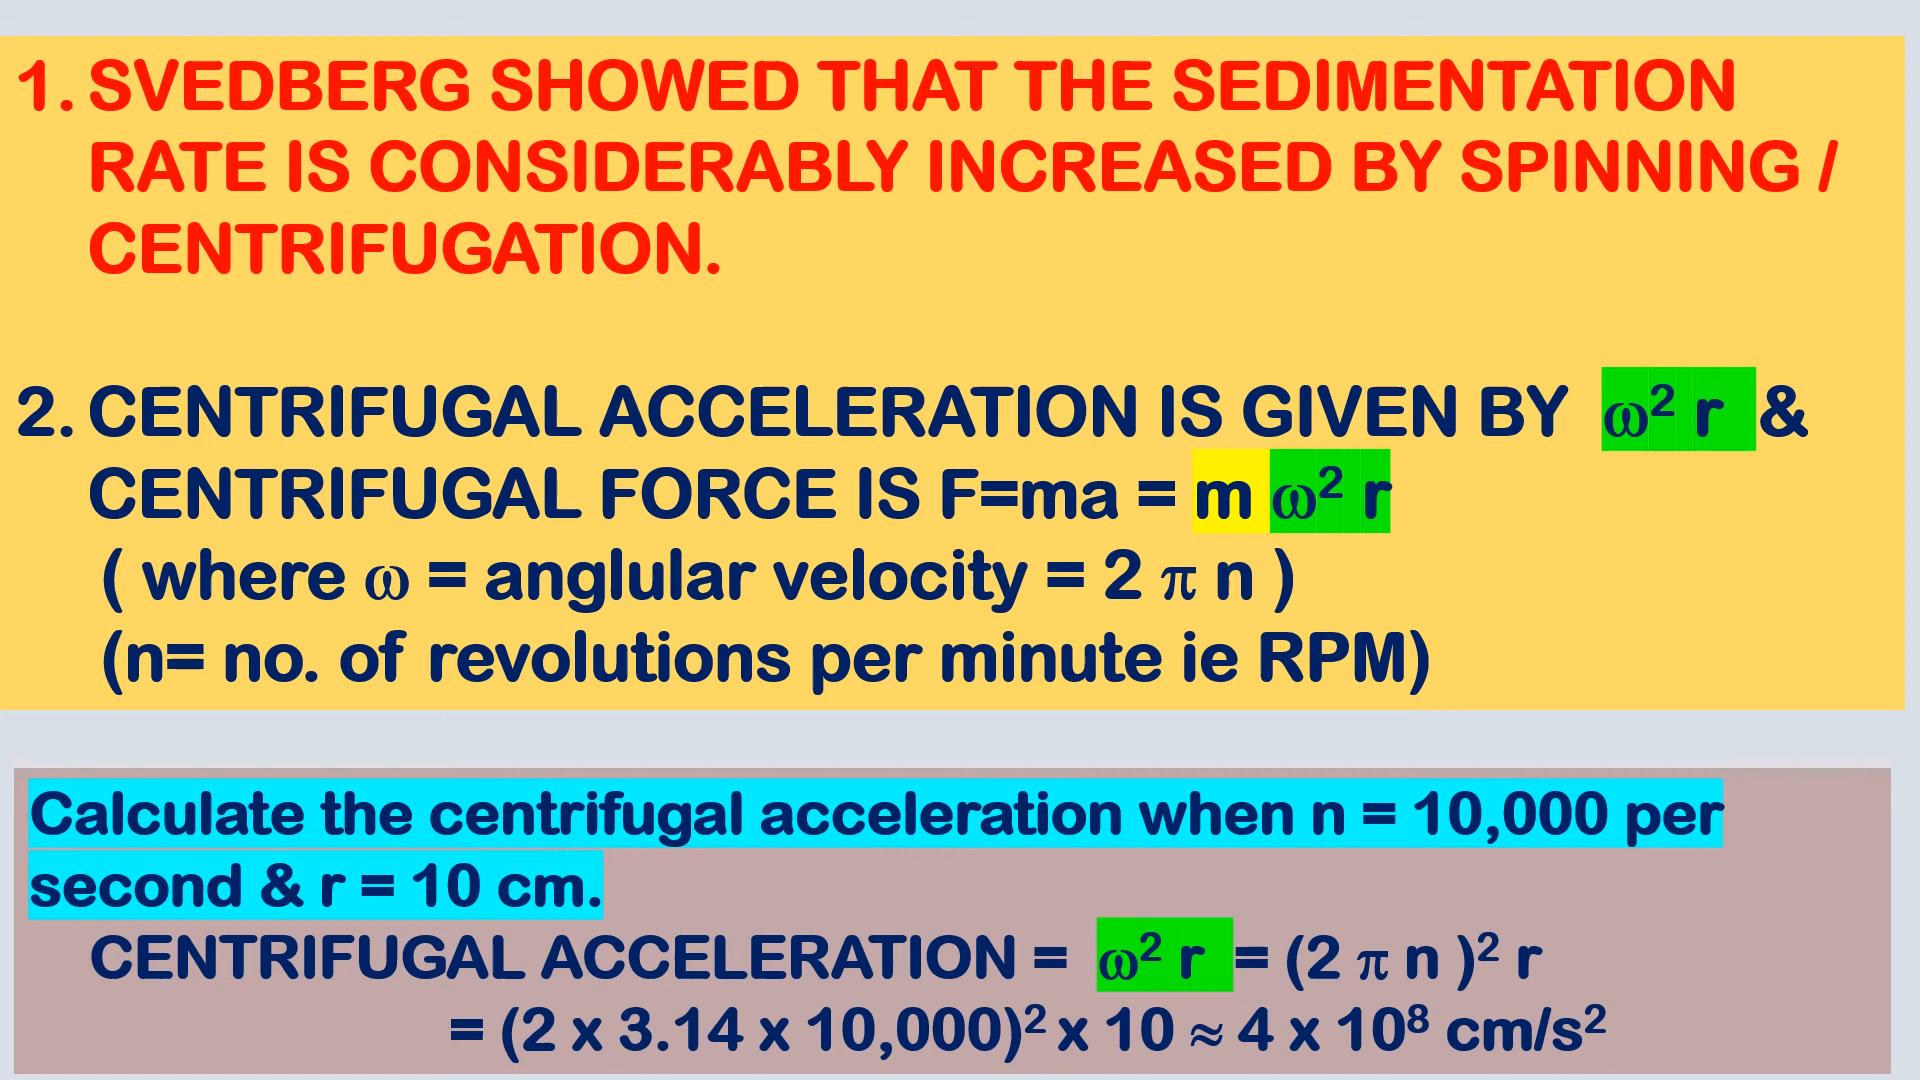 1. SVEDBERG SHOWED THAT THE SEDIMENTATION
RATE IS CONSIDERABLY INCREASED BY SPINNING /
CENTRIFUGATION.
2. CENTRIFUGAL ACCELERATION IS GIVEN BY ω² r &
CENTRIFUGAL FORCE IS F=ma = m ω² r
( where ω = anglular velocity = 2 π n )
(n= no. of revolutions per minute ie RPM)
Calculate the centrifugal acceleration when n = 10,000 per
second & r = 10 cm.
CENTRIFUGAL ACCELERATION = ω² r = (2 π n )² r
= (2 x 3.14 x 10,000)² x 10 ≈ 4 x 10⁸ cm/s²